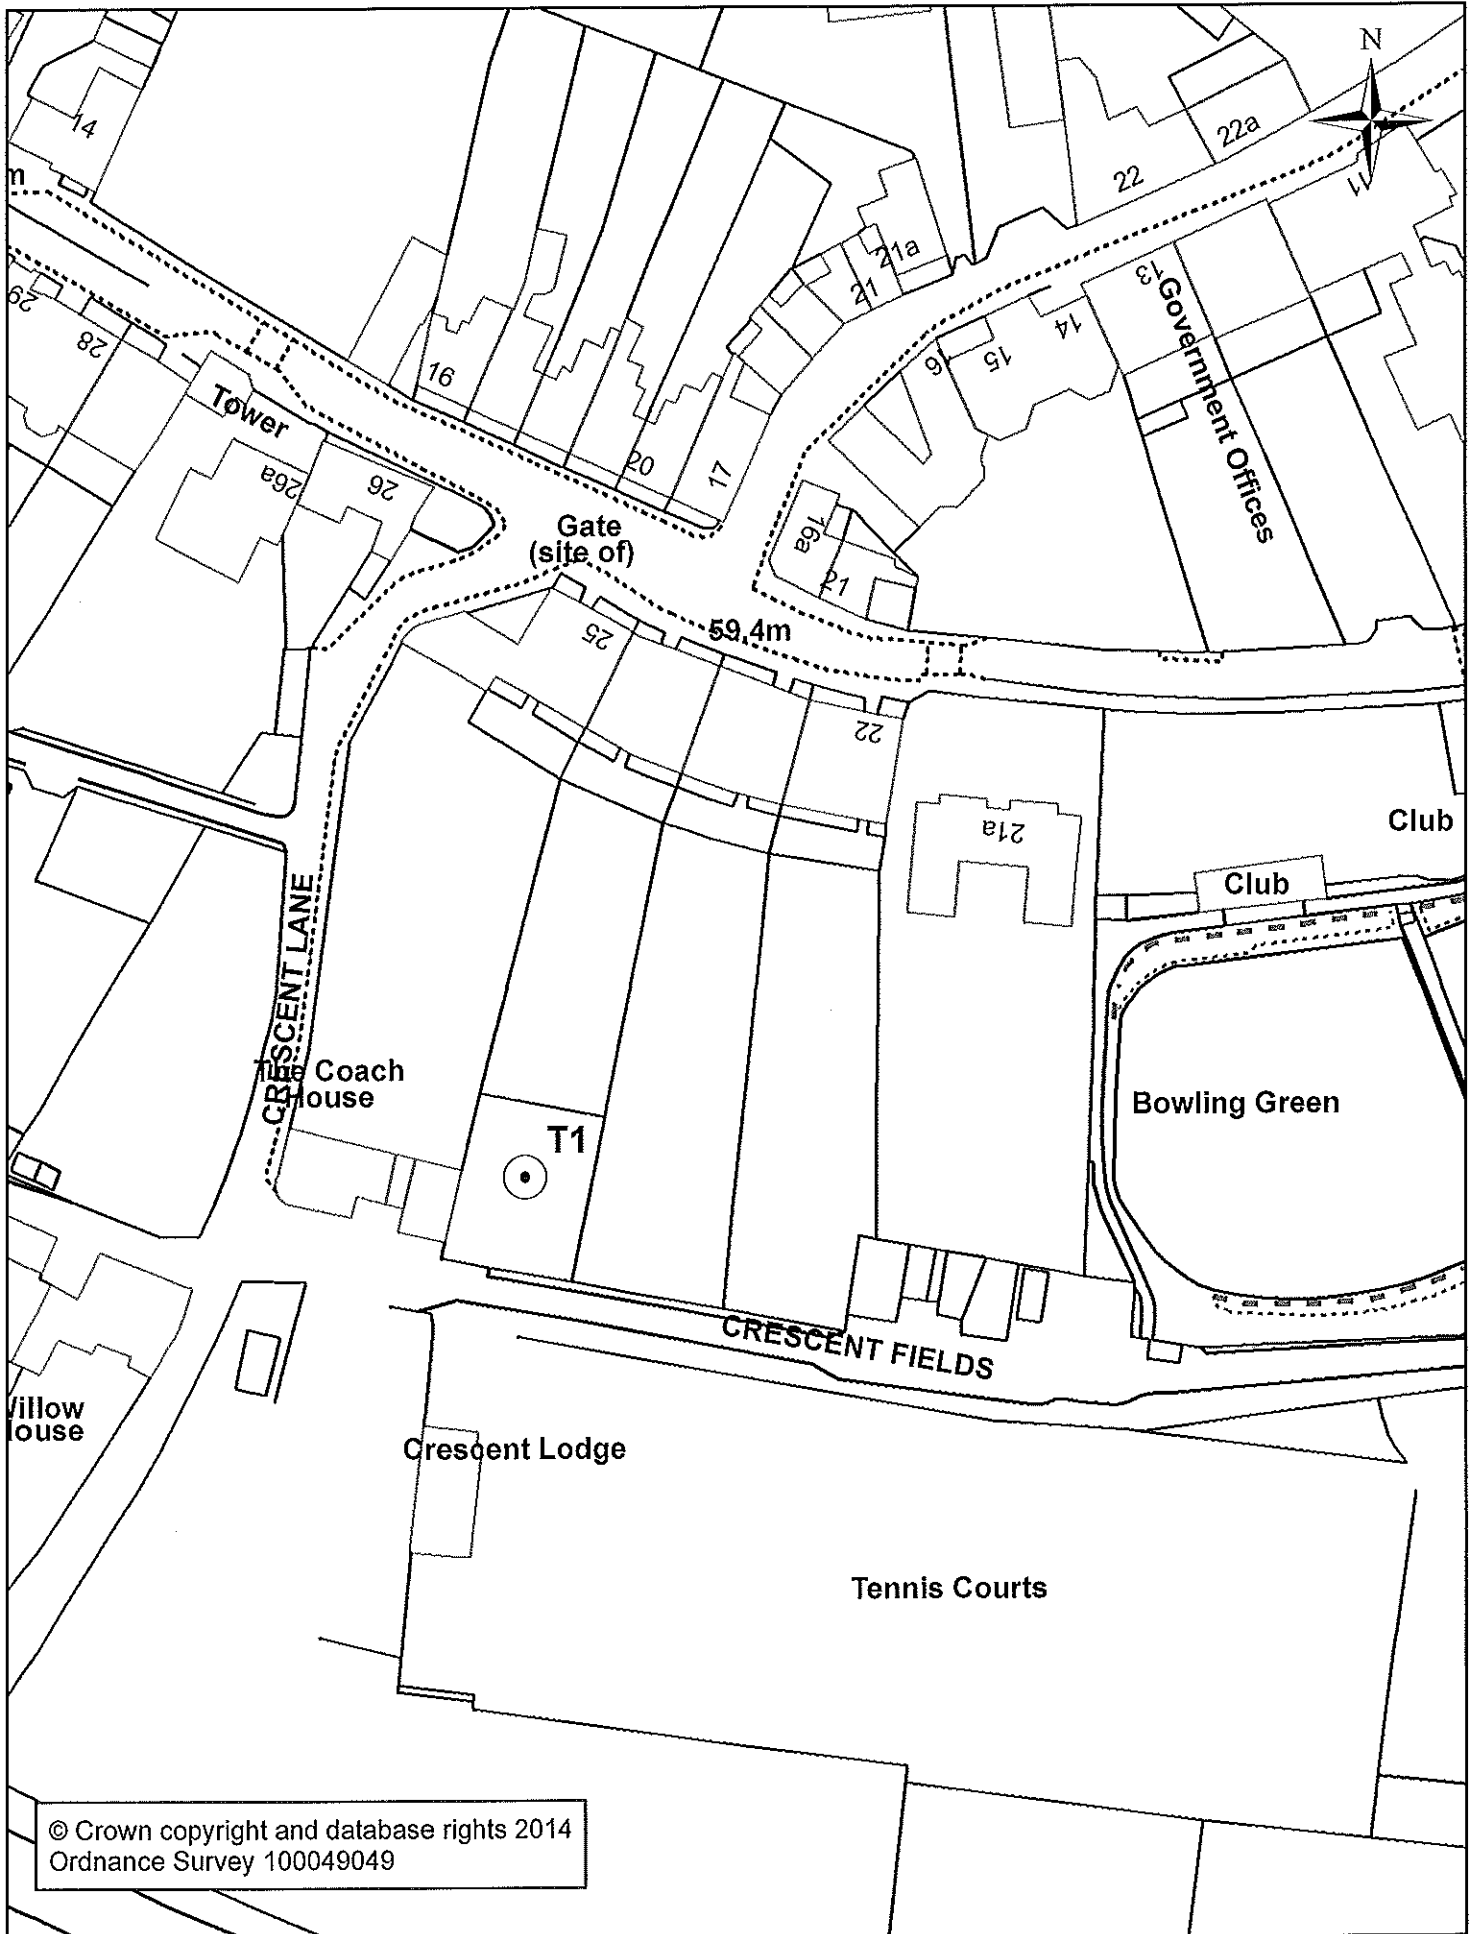 N
14
m
22a
22
11
21a
21
13
Government Offices
14
15
16
29
28
16
Tower
20
17
26a
26
Gate
(site of)
16a
21
25
59.4m
22
21a
Club
Club
CRESCENT LANE
The Coach
House
Bowling Green
T1
CRESCENT FIELDS
Willow
House
Crescent Lodge
Tennis Courts
© Crown copyright and database rights 2014
Ordnance Survey 100049049